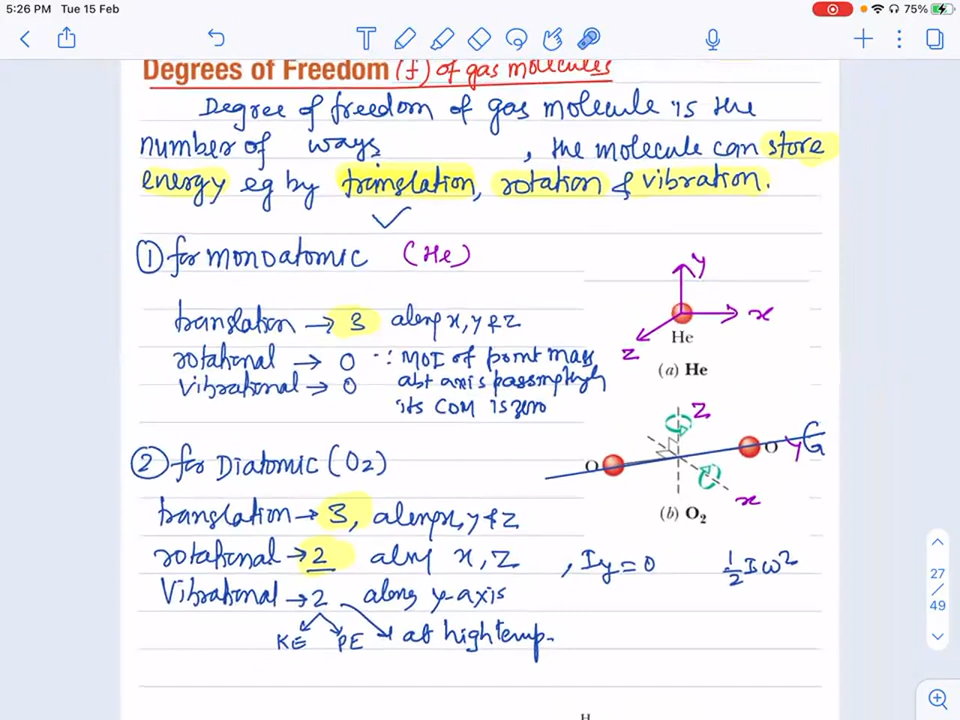 5:26 PM Tue 15 Feb
75%
Degrees of Freedom (f) of gas molecules
Degree of freedom of gas molecule is the
number of ways , the molecule can store
energy eg by translation, rotation & vibration.
① for monoatomic (He)
translation → 3 along x, y & z
rotational → 0 ∵ MOI of point mass
vibrational → 0 abt axis passing through
its COM is zero
y
x
z
He
(a) He
② for Diatomic (O2)
z
O
O
y
x
(b) O2
translation → 3, along x, y & z
rotational → 2 along x, z , Iy = 0 ½Iω²
Vibrational → 2 along y-axis
KE PE at high temp.
27
/
49
H